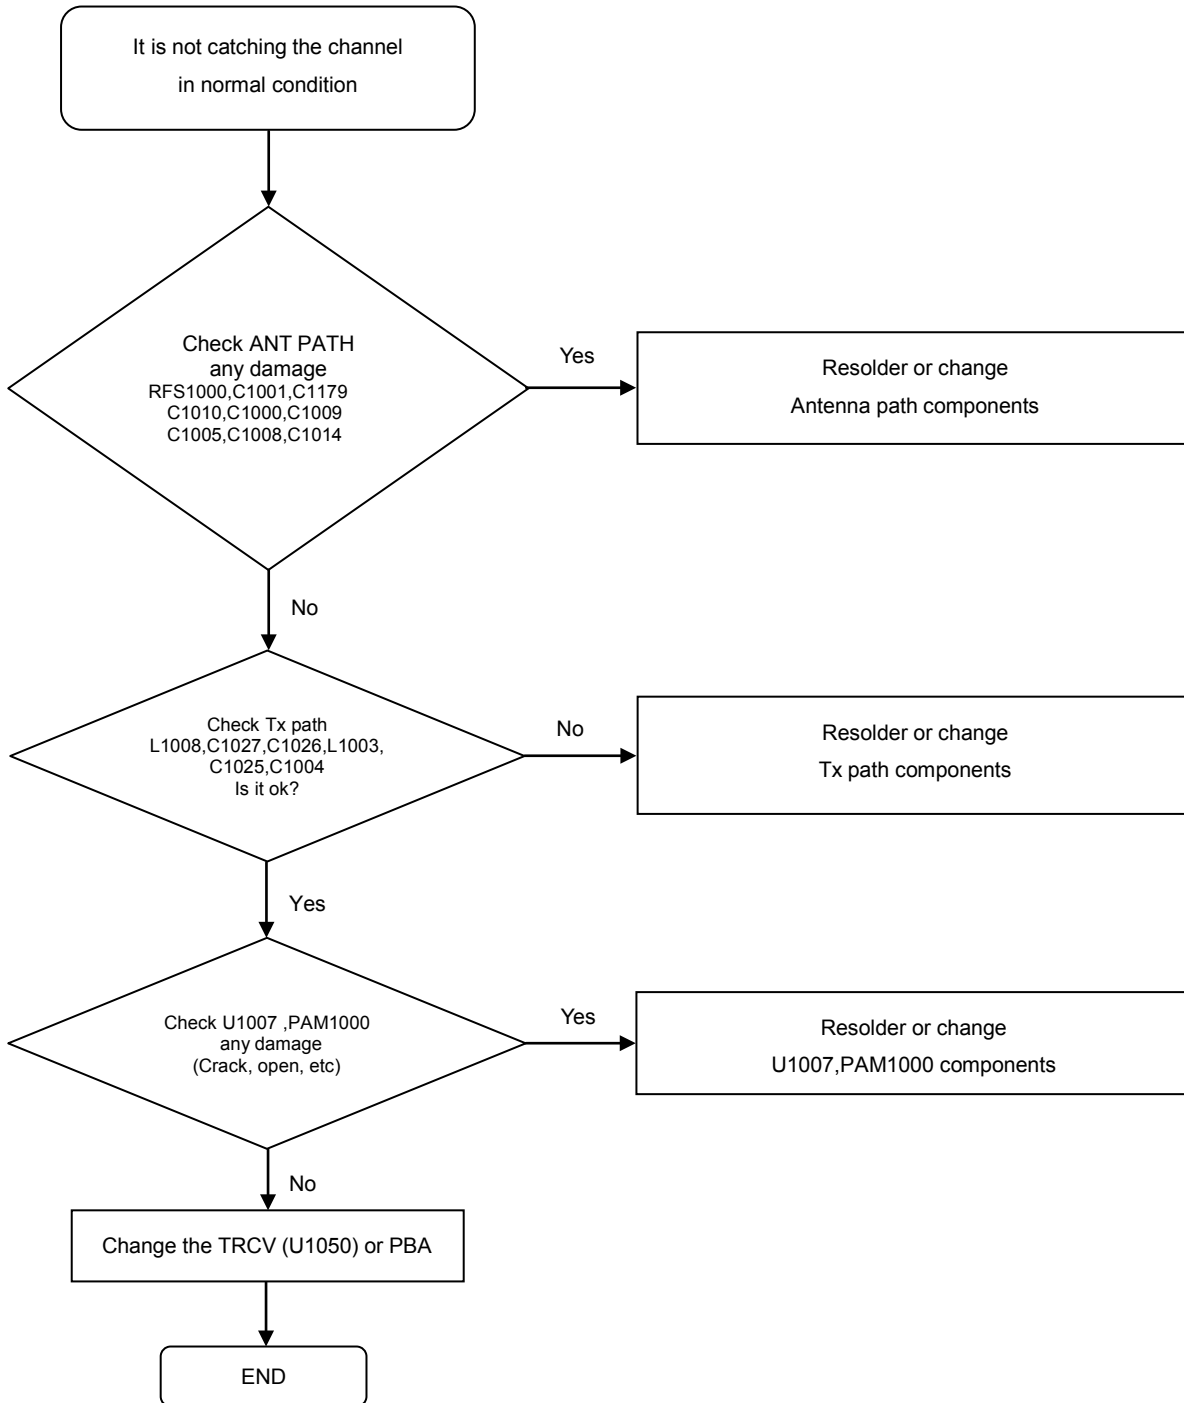 It is not catching the channel
in normal condition
Check ANT PATH
any damage
RFS1000,C1001,C1179
C1010,C1000,C1009
C1005,C1008,C1014
Yes
Resolder or change
Antenna path components
No
Check Tx path
L1008,C1027,C1026,L1003,
C1025,C1004
Is it ok?
No
Resolder or change
Tx path components
Yes
Check U1007 ,PAM1000
any damage
(Crack, open, etc)
Yes
Resolder or change
U1007,PAM1000 components
No
Change the TRCV (U1050) or PBA
END